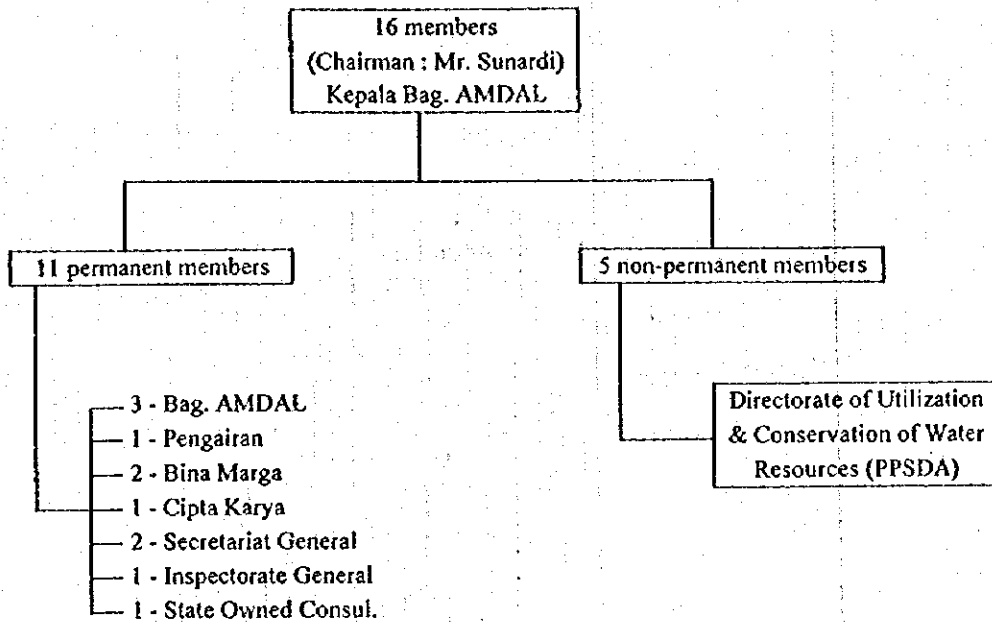 16 members
(Chairman : Mr. Sunardi)
Kepala Bag. AMDAL
11 permanent members
5 non-permanent members
3 - Bag. AMDAL
1 - Pengairan
2 - Bina Marga
1 - Cipta Karya
2 - Secretariat General
1 - Inspectorate General
1 - State Owned Consul.
Directorate of Utilization
& Conservation of Water
Resources (PPSDA)